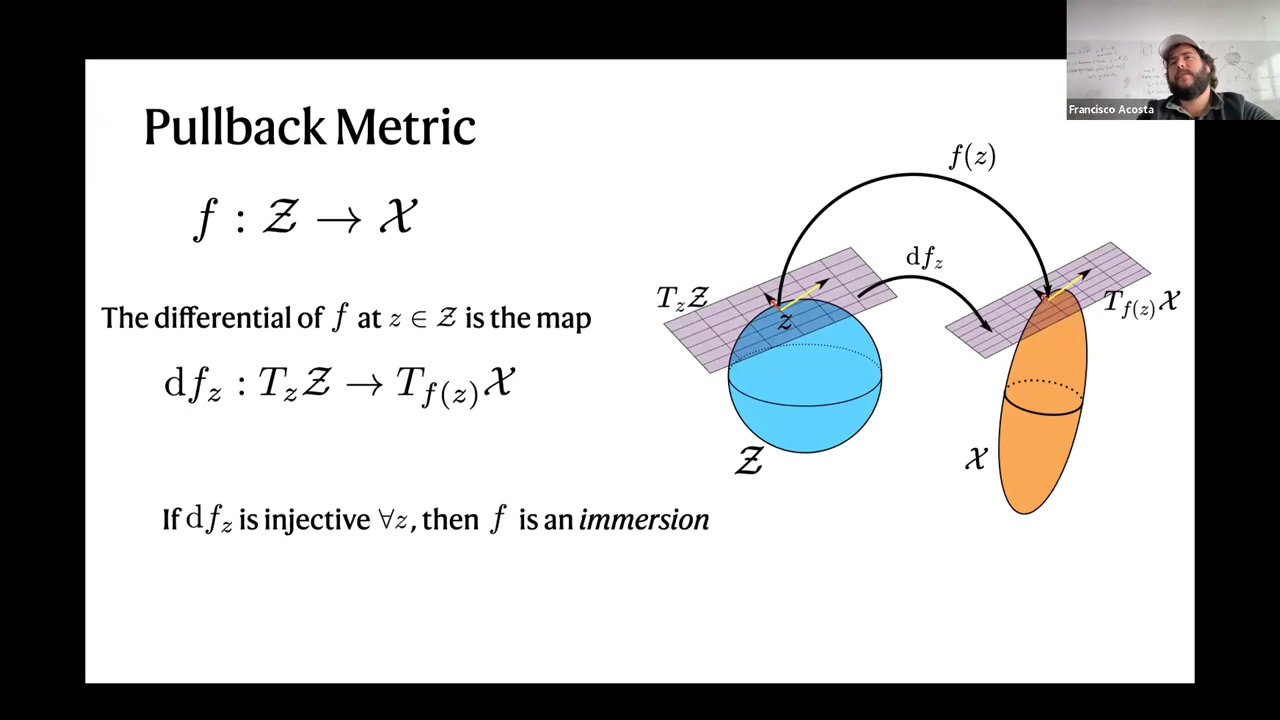 Pullback Metric
f : 𝒵 → 𝒳
The differential of f at z ∈ 𝒵 is the map
df_z : T_z𝒵 → T_{f(z)}𝒳
If df_z is injective ∀z, then f is an immersion
f(z)
df_z
T_z𝒵
T_{f(z)}𝒳
z
𝒵
𝒳
Francisco Acosta